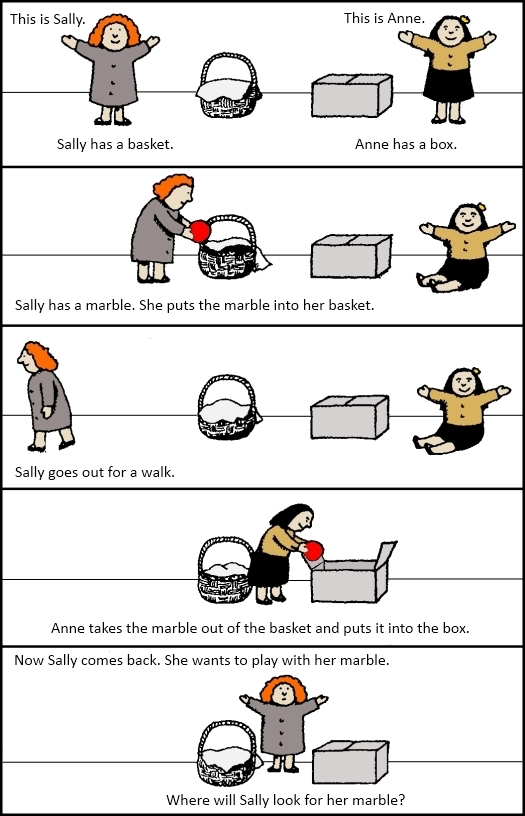 This is Sally.
This is Anne.
Sally has a basket.
Anne has a box.
Sally has a marble. She puts the marble into her basket.
Sally goes out for a walk.
Anne takes the marble out of the basket and puts it into the box.
Now Sally comes back. She wants to play with her marble.
Where will Sally look for her marble?